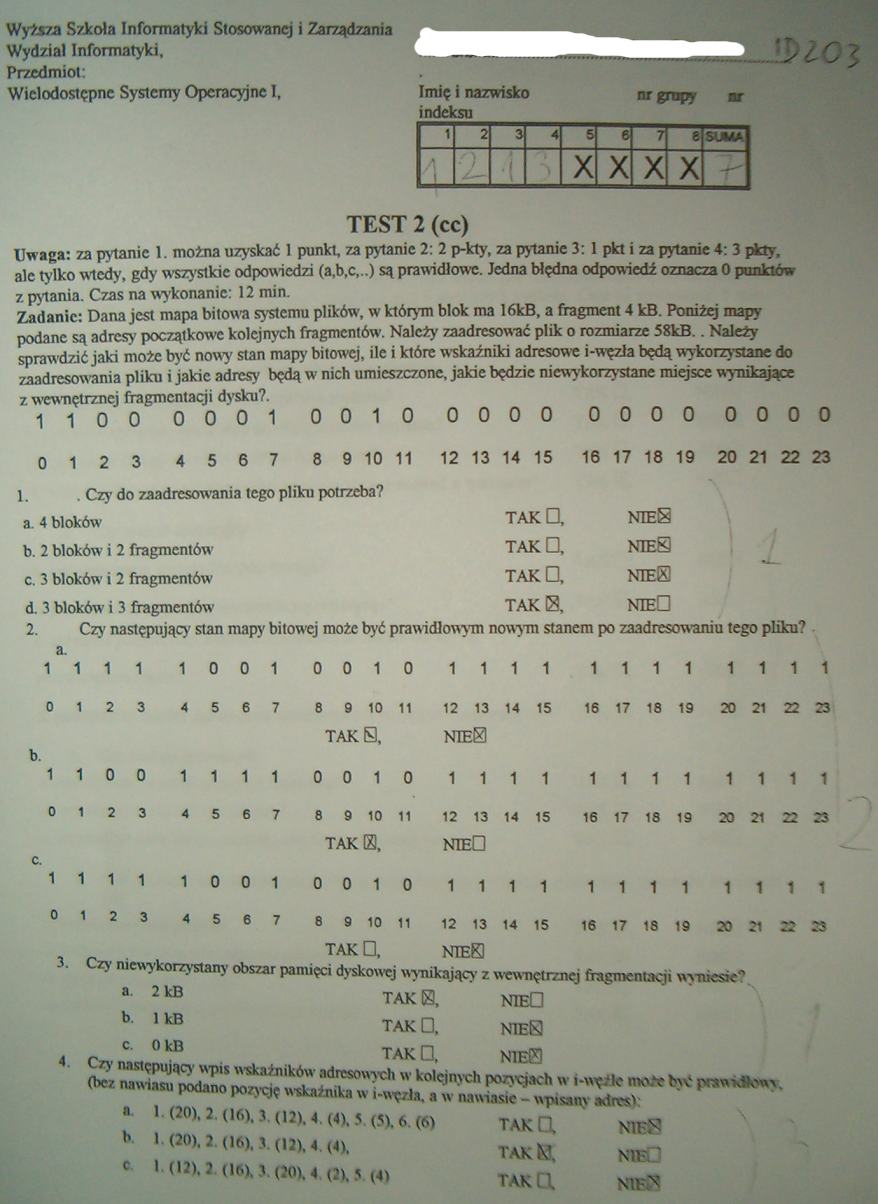 Wyższa Szkoła Informatyki Stosowanej i Zarządzania
Wydział Informatyki,
Przedmiot:
Wielodostępne Systemy Operacyjne I,
ID203
Imię i nazwisko nr grupy nr
indeksu
1 2 3 4 5 6 7 8 SUMA
1 2 1 3 X X X X 7
TEST 2 (cc)
Uwaga: za pytanie 1. można uzyskać 1 punkt, za pytanie 2: 2 p-kty, za pytanie 3: 1 pkt i za pytanie 4: 3 pkty,
ale tylko wtedy, gdy wszystkie odpowiedzi (a,b,c,..) są prawidłowe. Jedna błędna odpowiedź oznacza 0 punktów
z pytania. Czas na wykonanie: 12 min.
Zadanie: Dana jest mapa bitowa systemu plików, w którym blok ma 16kB, a fragment 4 kB. Poniżej mapy
podane są adresy początkowe kolejnych fragmentów. Należy zaadresować plik o rozmiarze 58kB. . Należy
sprawdzić jaki może być nowy stan mapy bitowej, ile i które wskaźniki adresowe i-węzła będą wykorzystane do
zaadresowania pliku i jakie adresy będą w nich umieszczone, jakie będzie niewykorzystane miejsce wynikające
z wewnętrznej fragmentacji dysku?.
1 1 0 0 0 0 0 1 0 0 1 0 0 0 0 0 0 0 0 0 0 0 0 0
0 1 2 3 4 5 6 7 8 9 10 11 12 13 14 15 16 17 18 19 20 21 22 23
1. . Czy do zaadresowania tego pliku potrzeba?
a. 4 bloków TAK ☐, NIE☒
b. 2 bloków i 2 fragmentów TAK ☐, NIE☒
c. 3 bloków i 2 fragmentów TAK ☐, NIE☒
d. 3 bloków i 3 fragmentów TAK ☒, NIE☐
1
2. Czy następujący stan mapy bitowej może być prawidłowym nowym stanem po zaadresowaniu tego pliku? .
a.
1 1 1 1 1 0 0 1 0 0 1 0 1 1 1 1 1 1 1 1 1 1 1 1
0 1 2 3 4 5 6 7 8 9 10 11 12 13 14 15 16 17 18 19 20 21 22 23
TAK ☒, NIE☒
b.
1 1 0 0 1 1 1 1 0 0 1 0 1 1 1 1 1 1 1 1 1 1 1 1
0 1 2 3 4 5 6 7 8 9 10 11 12 13 14 15 16 17 18 19 20 21 22 23
TAK ☒, NIE☐
2
c.
1 1 1 1 1 0 0 1 0 0 1 0 1 1 1 1 1 1 1 1 1 1 1 1
0 1 2 3 4 5 6 7 8 9 10 11 12 13 14 15 16 17 18 19 20 21 22 23
TAK ☐, NIE☒
3. Czy niewykorzystany obszar pamięci dyskowej wynikający z wewnętrznej fragmentacji wyniesie?
a. 2 kB TAK ☒, NIE☐
b. 1 kB TAK ☐, NIE☒
c. 0 kB TAK ☐, NIE☒
1
4. Czy następujący wpis wskaźników adresowych w kolejnych pozycjach w i-węźle może być prawidłowy,
(bez nawiasu podano pozycję wskaźnika w i-węzła, a w nawiasie – wpisany adres):
a. 1. (20), 2. (16), 3. (12), 4. (4), 5. (5), 6. (6) TAK ☐, NIE☒
b. 1. (20), 2. (16), 3. (12), 4. (4), TAK ☒, NIE☐
c. 1. (12), 2. (16), 3. (20), 4. (2), 5. (4) TAK ☐, NIE☒
3